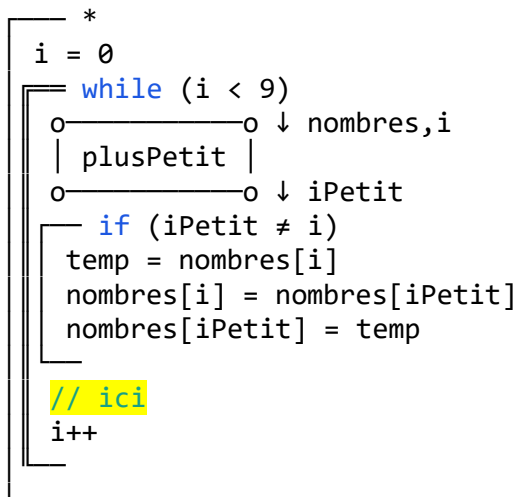 *
i = 0
while (i < 9)
o———o ↓ nombres,i
| plusPetit |
o———o ↓ iPetit
if (iPetit ≠ i)
temp = nombres[i]
nombres[i] = nombres[iPetit]
nombres[iPetit] = temp
// ici
i++